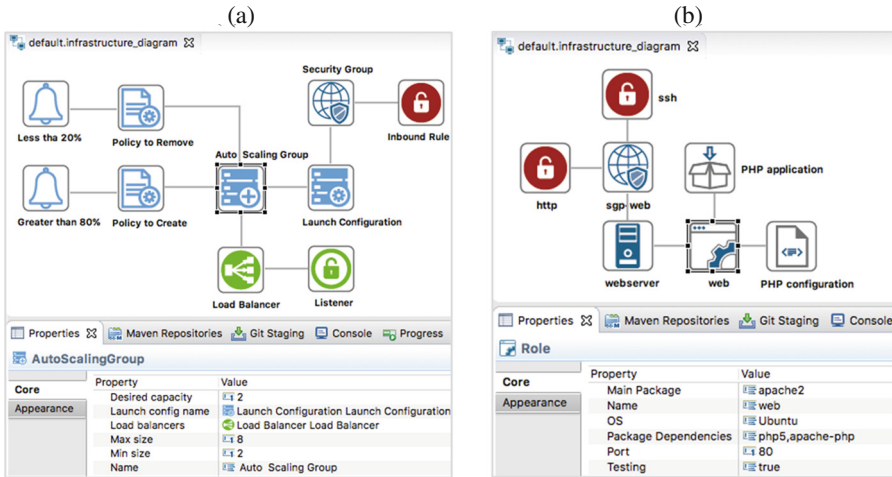 (a)
default.infrastructure_diagram
Security Group
Less tha 20%
Policy to Remove
Inbound Rule
Auto Scaling Group
Greater than 80%
Policy to Create
Launch Configuration
Load Balancer
Listener
Properties
Maven Repositories
Git Staging
Console
Progress
AutoScalingGroup
Core
Appearance
Property Value
Desired capacity 2
Launch config name Launch Configuration Launch Configuration
Load balancers Load Balancer Load Balancer
Max size 8
Min size 2
Name Auto Scaling Group
(b)
default.infrastructure_diagram
ssh
PHP application
http
sgp-web
webserver
web
PHP configuration
Properties
Maven Repositories
Git Staging
Console
Role
Core
Appearance
Property Value
Main Package apache2
Name web
OS Ubuntu
Package Dependencies php5,apache-php
Port 80
Testing true